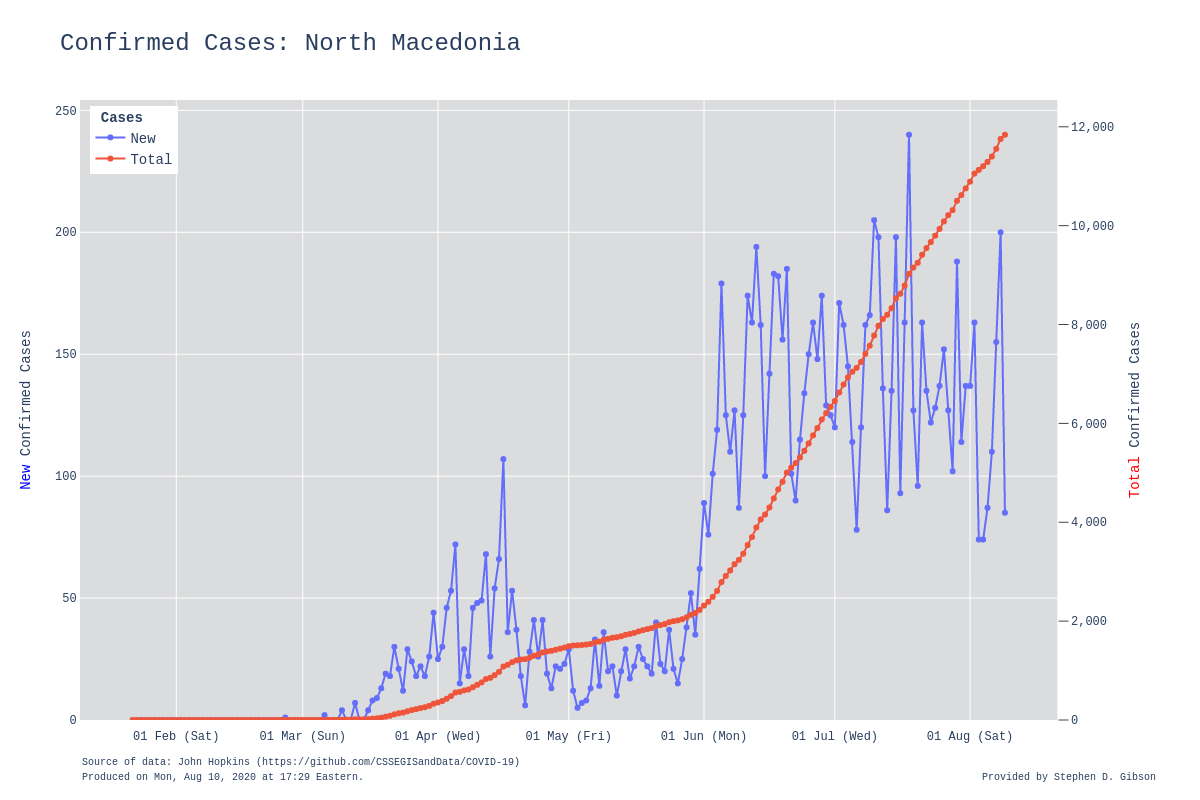 Confirmed Cases: North Macedonia
Cases
New
Total
250
200
150
100
50
0
12,000
10,000
8,000
6,000
4,000
2,000
0
New Confirmed Cases
Total Confirmed Cases
01 Feb (Sat)
01 Mar (Sun)
01 Apr (Wed)
01 May (Fri)
01 Jun (Mon)
01 Jul (Wed)
01 Aug (Sat)
Source of data: John Hopkins (https://github.com/CSSEGISandData/COVID-19)
Produced on Mon, Aug 10, 2020 at 17:29 Eastern.
Provided by Stephen D. Gibson